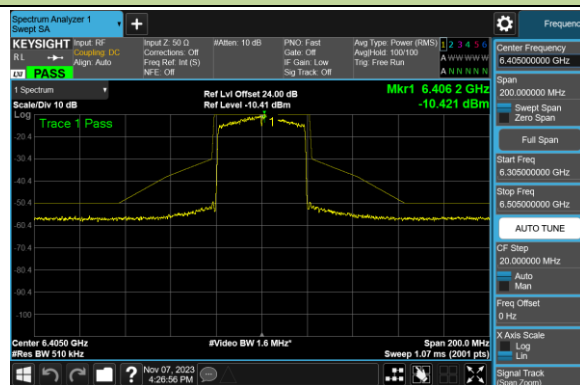 Spectrum Analyzer 1
Swept SA
Frequen
KEYSIGHT
Input: RF
Coupling: DC
Align: Auto
Input Z: 50 Ω
Corrections: Off
Freq Ref: Int (S)
NFE: Off
#Atten: 10 dB
PNO: Fast
Gate: Off
IF Gain: Low
Sig Track: Off
Avg Type: Power (RMS)
Avg|Hold: 100/100
Trig: Free Run
1 2 3 4 5 6
A W W W W W
A N N N N N
RL
LXI PASS
1 Spectrum
Scale/Div 10 dB
Ref Lvl Offset 24.00 dB
Ref Level -10.41 dBm
Mkr1 6.406 2 GHz
-10.421 dBm
Log
Trace 1 Pass
1
-20.4
-30.4
-40.4
-50.4
-60.4
-70.4
-80.4
-90.4
-100
Center 6.4050 GHz
#Res BW 510 kHz
#Video BW 1.6 MHz*
Span 200.0 MHz
Sweep 1.07 ms (2001 pts)
Center Frequency
6.405000000 GHz
Span
200.000000 MHz
Swept Span
Zero Span
Full Span
Start Freq
6.305000000 GHz
Stop Freq
6.505000000 GHz
AUTO TUNE
CF Step
20.000000 MHz
Auto
Man
Freq Offset
0 Hz
X Axis Scale
Log
Lin
Signal Track
(Span Zoom)
?
Nov 07, 2023
4:26:56 PM